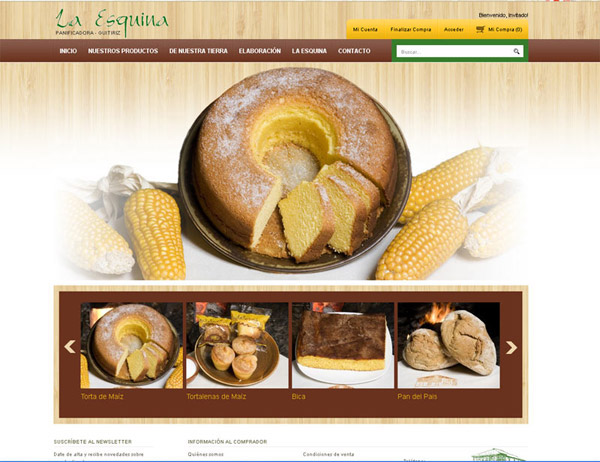 La Esquina
PANIFICADORA - GUITIRIZ
Bienvenido, Invitado!
Mi Cuenta Finalizar Compra Acceder Mi Compra (0)
INICIO NUESTROS PRODUCTOS DE NUESTRA TIERRA ELABORACIÓN LA ESQUINA CONTACTO
Buscar...
Torta de Maíz Tortalenas de Maíz Bica Pan del País
SUSCRÍBETE AL NEWSLETTER INFORMACIÓN AL COMPRADOR
Date de alta y recibe novedades sobre Quiénes somos Condiciones de venta